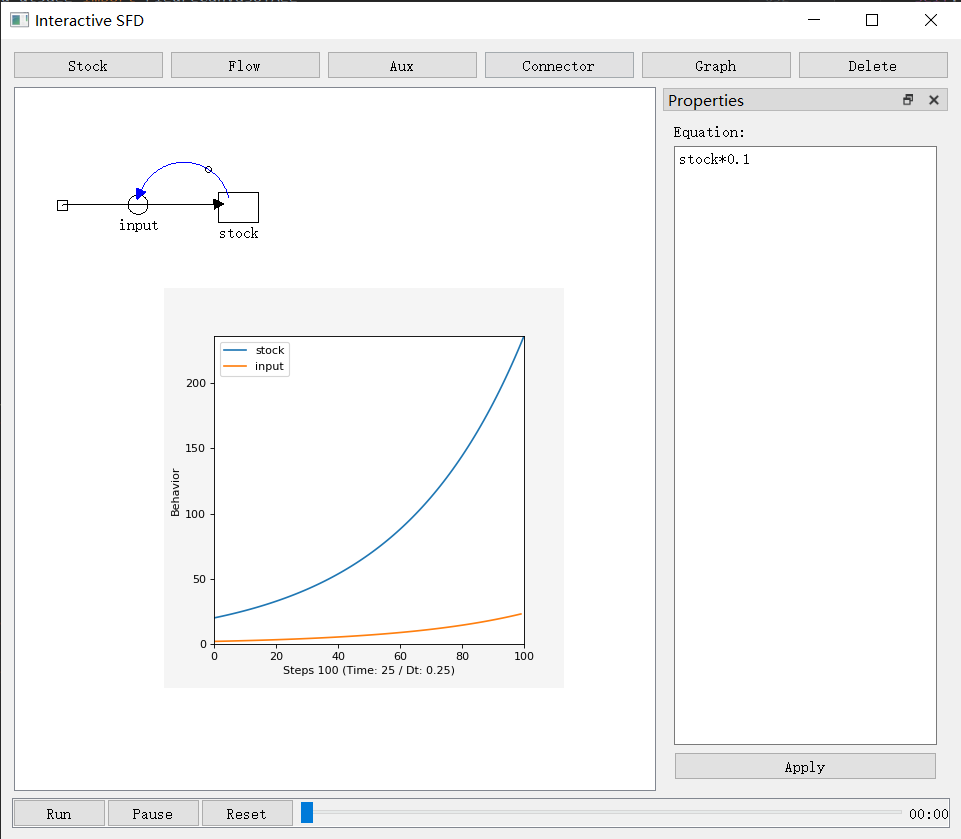 Interactive SFD
Stock Flow Aux Connector Graph Delete
Properties
Equation:
stock*0.1
input
stock
stock
input
200
150
100
50
0
Behavior
0 20 40 60 80 100
Steps 100 (Time: 25 / Dt: 0.25)
Apply
Run Pause Reset 00:00